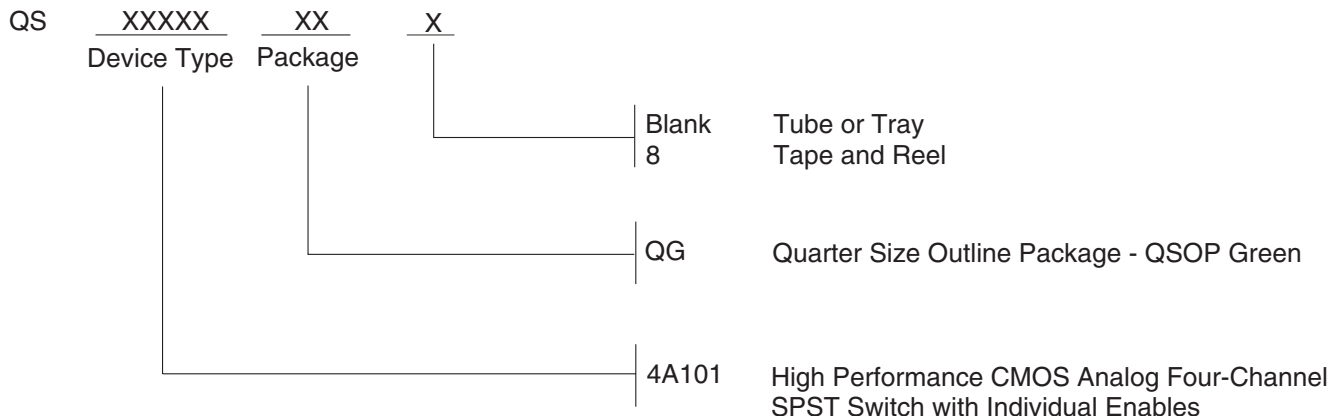 QS XXXXX XX X
Device Type Package
Blank Tube or Tray
8 Tape and Reel
QG Quarter Size Outline Package - QSOP Green
4A101 High Performance CMOS Analog Four-Channel
SPST Switch with Individual Enables